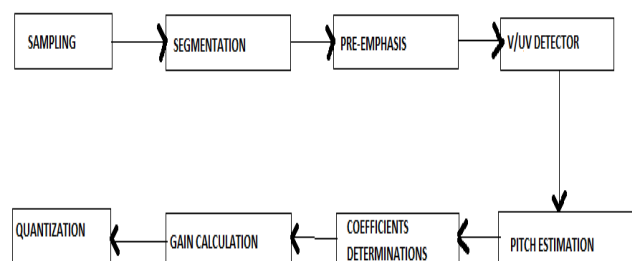 SAMPLING
SEGMENTATION
PRE-EMPHASIS
V/UV DETECTOR
QUANTIZATION
GAIN CALCULATION
COEFFICIENTS
DETERMINATIONS
PITCH ESTIMATION